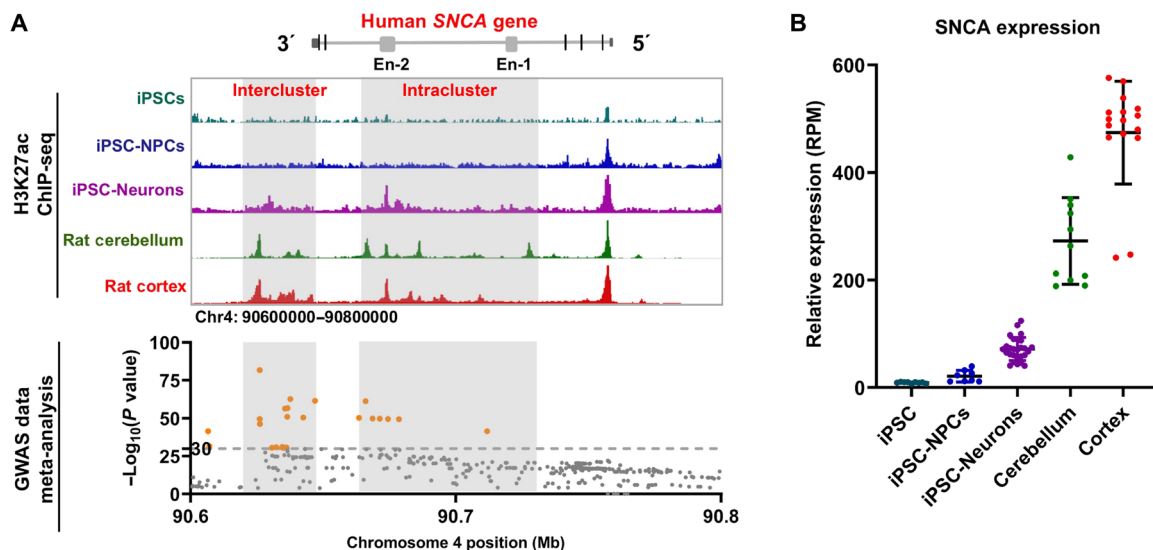 A
Human SNCA gene
3´
5´
En-2
En-1
H3K27ac
ChIP-seq
Intercluster
Intracluster
iPSCs
iPSC-NPCs
iPSC-Neurons
Rat cerebellum
Rat cortex
Chr4: 90600000–90800000
GWAS data
meta-analysis
–Log10(P value)
100
75
50
30
25
0
90.6
90.7
90.8
Chromosome 4 position (Mb)
B
SNCA expression
Relative expression (RPM)
600
400
200
0
iPSC
iPSC-NPCs
iPSC-Neurons
Cerebellum
Cortex